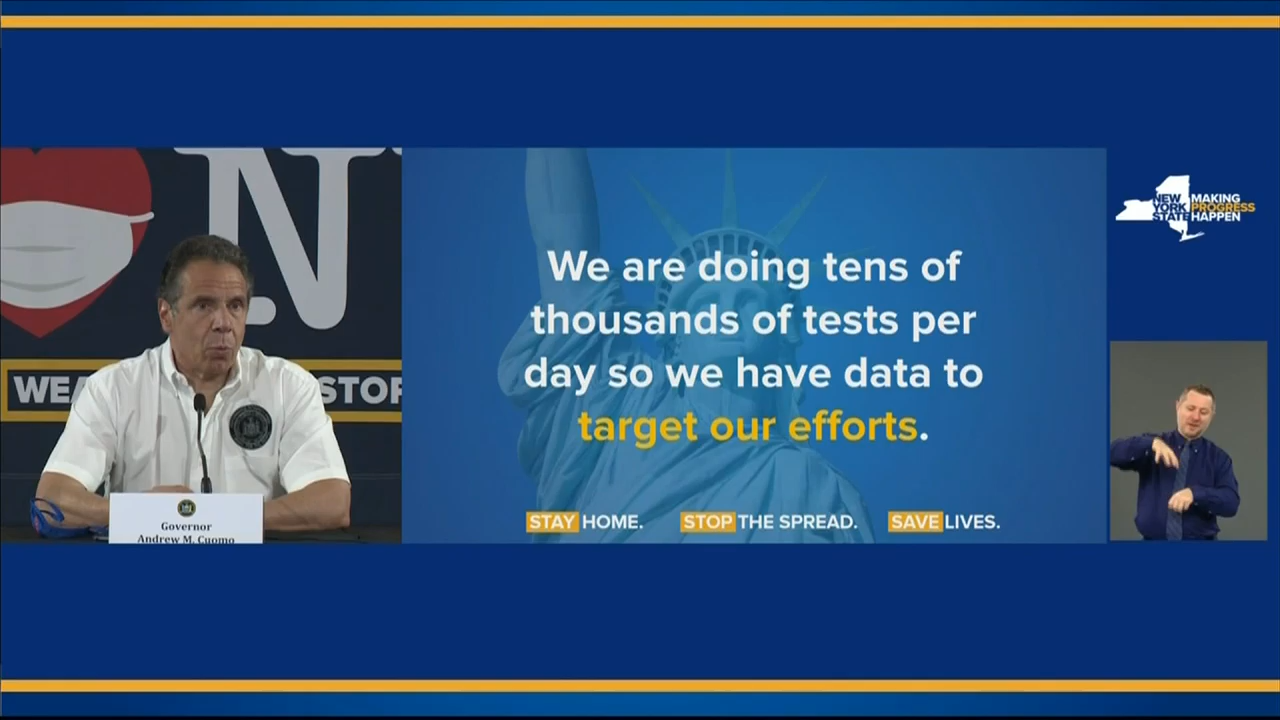 N
WEA
STOP
Governor
Andrew M. Cuomo
We are doing tens of
thousands of tests per
day so we have data to
target our efforts.
STAY HOME. STOP THE SPREAD. SAVE LIVES.
NEW
YORK
STATE
MAKING
PROGRESS
HAPPEN